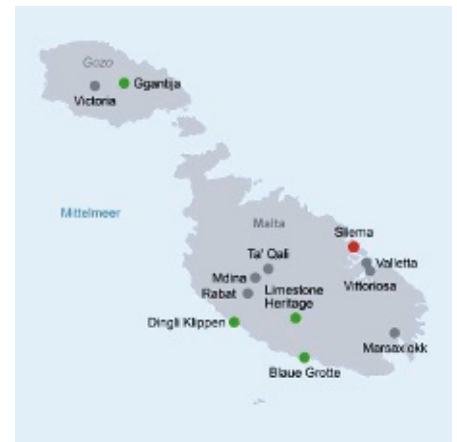 Gozo
Ggantija
Victoria
Mittelmeer
Malta
Sliema
Ta' Qali
Valletta
Mdina
Limestone
Heritage
Vittoriosa
Rabat
Dingli Klippen
Marsaxlokk
Blaue Grotte